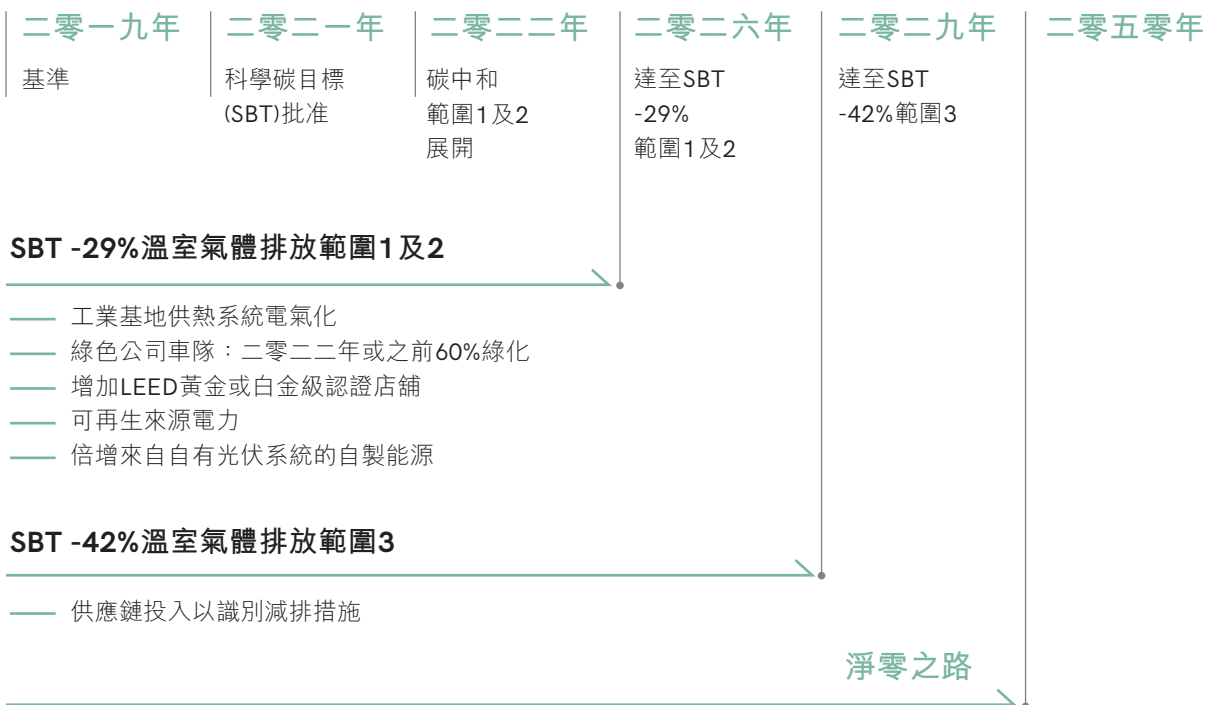 二零一九年
基準
二零二一年
科學碳目標
(SBT)批准
二零二二年
碳中和
範圍1及2
展開
二零二六年
達至SBT
-29%
範圍1及2
二零二九年
達至SBT
-42%範圍3
二零五零年
SBT -29%溫室氣體排放範圍1及2
工業基地供熱系統電氣化
綠色公司車隊：二零二二年或之前60%綠化
增加LEED黃金或白金級認證店舖
可再生來源電力
倍增來自自有光伏系統的自製能源
SBT -42%溫室氣體排放範圍3
供應鏈投入以識別減排措施
淨零之路